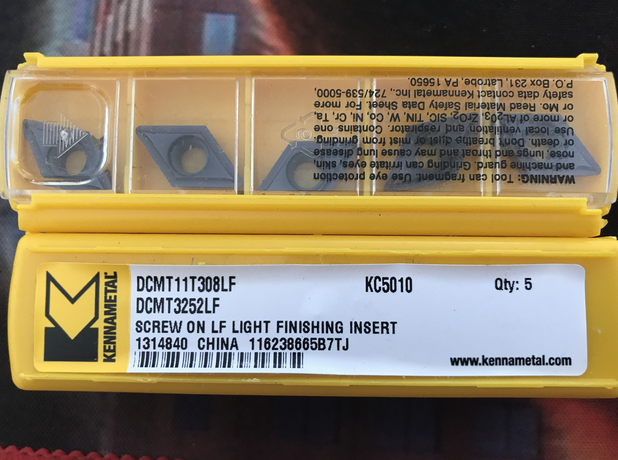 WARNING: Tool can fragment. Use eye protection
and machine guard. Grinding can irritate eyes, skin,
nose, lungs and throat and may cause lung disease
or death. Don't breathe dust or mist from grinding.
Use local ventilation and respirator. contains
or more of AL2O3, ZrO2, SiC, TiN, W, Co, Ni, Cr, Ta,
or Mo. Read Material Safety Data Sheet. For more
safety data contact Kennametal Inc., 724/539-5000,
P.O. Box 231, Latrobe, PA 15650.
KENNAMETAL
DCMT11T308LF KC5010 Qty: 5
DCMT3252LF
SCREW ON LF LIGHT FINISHING INSERT
1314840 CHINA 116238665B7TJ
www.kennametal.com